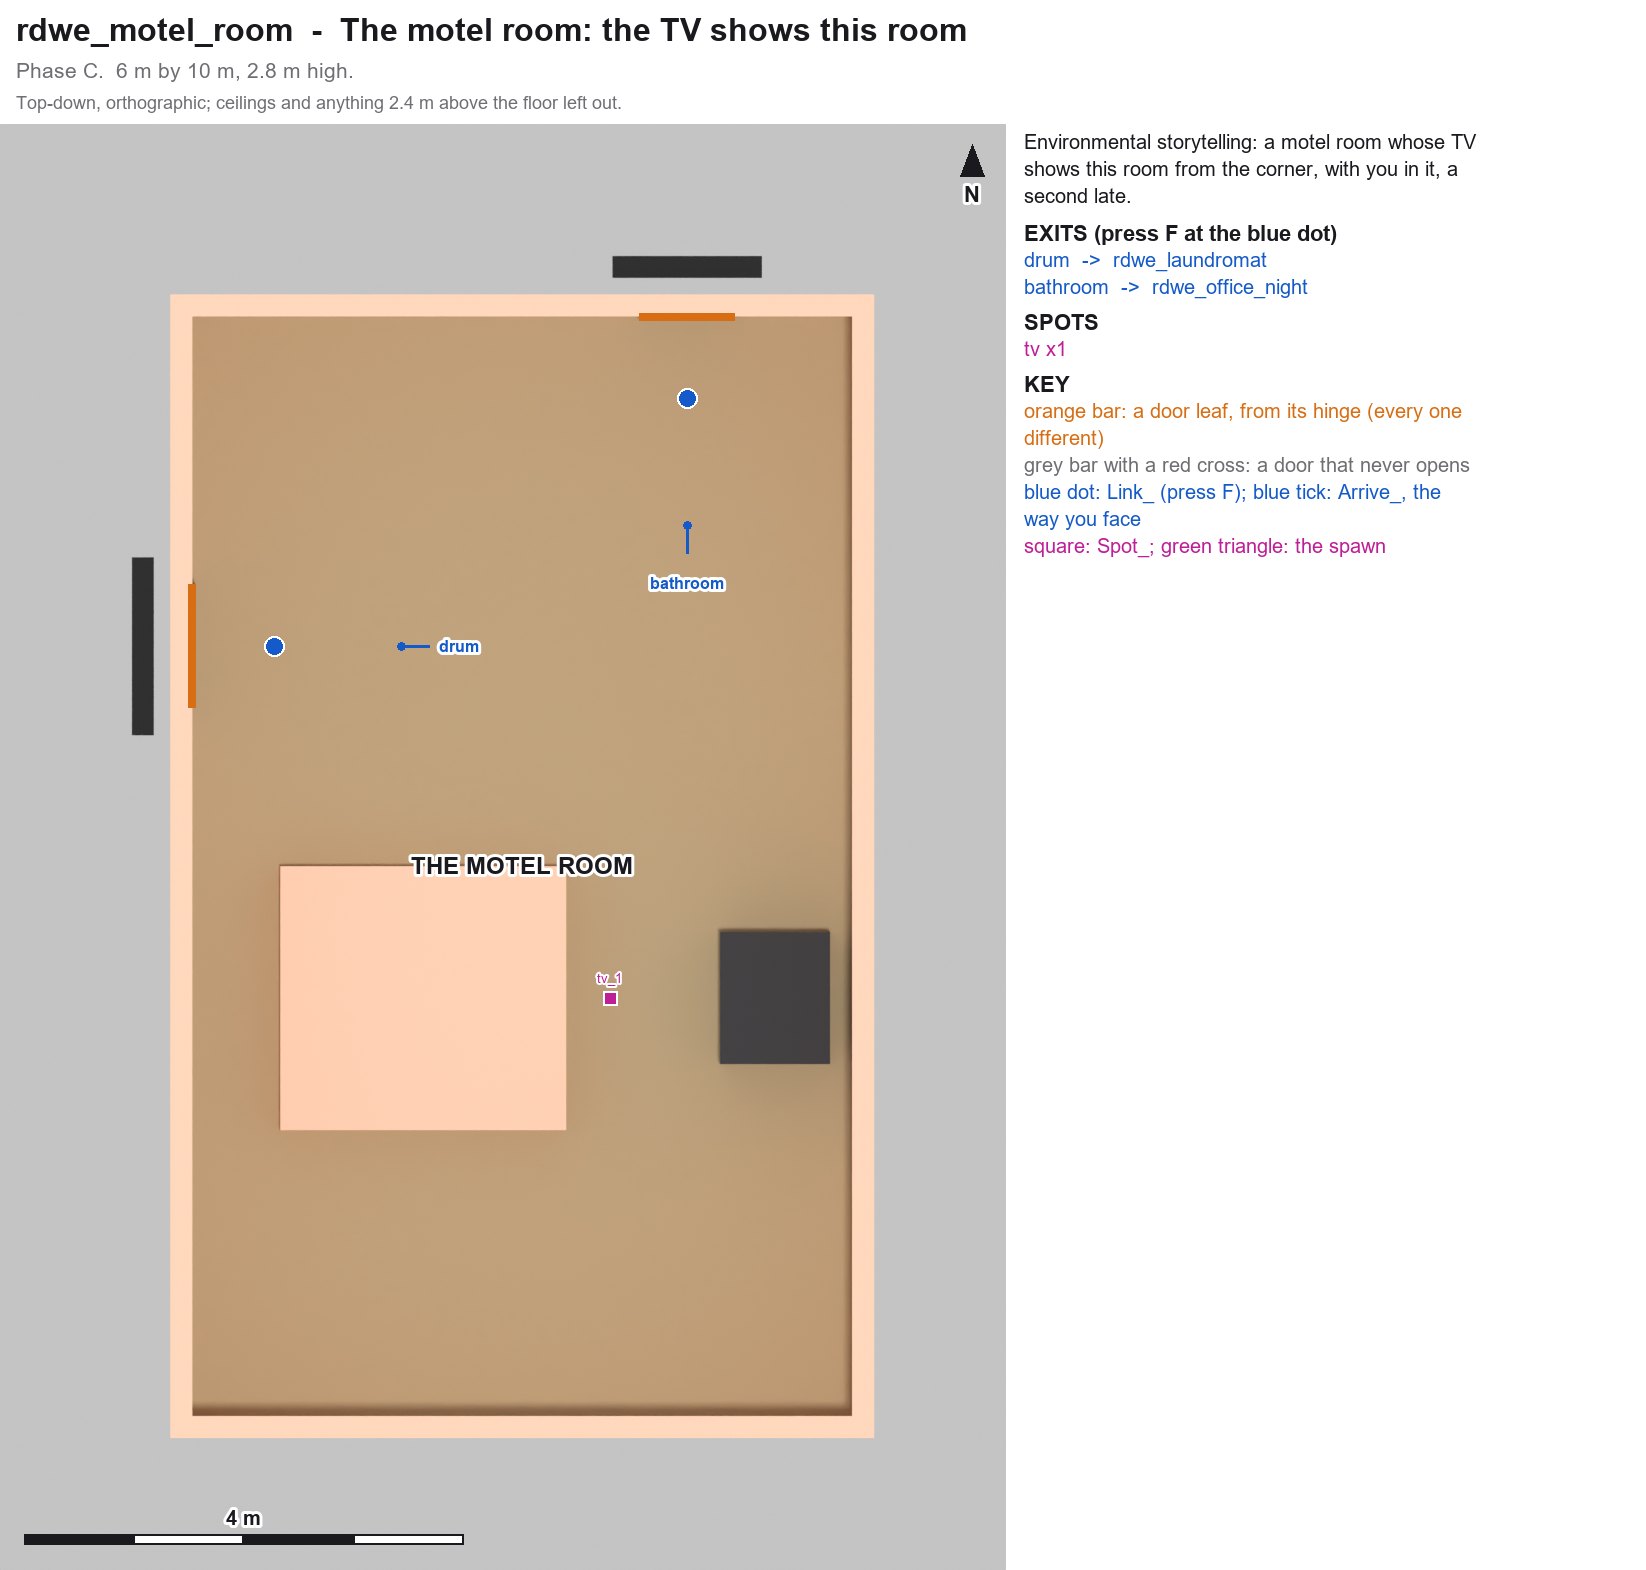 rdwe_motel_room  -  The motel room: the TV shows this room
Phase C.  6 m by 10 m, 2.8 m high.
Top-down, orthographic; ceilings and anything 2.4 m above the floor left out.
N
bathroom
drum
THE MOTEL ROOM
tv_1
4 m
Environmental storytelling: a motel room whose TV
shows this room from the corner, with you in it, a
second late.
EXITS (press F at the blue dot)
drum  ->  rdwe_laundromat
bathroom  ->  rdwe_office_night
SPOTS
tv x1
KEY
orange bar: a door leaf, from its hinge (every one
different)
grey bar with a red cross: a door that never opens
blue dot: Link_ (press F); blue tick: Arrive_, the
way you face
square: Spot_; green triangle: the spawn